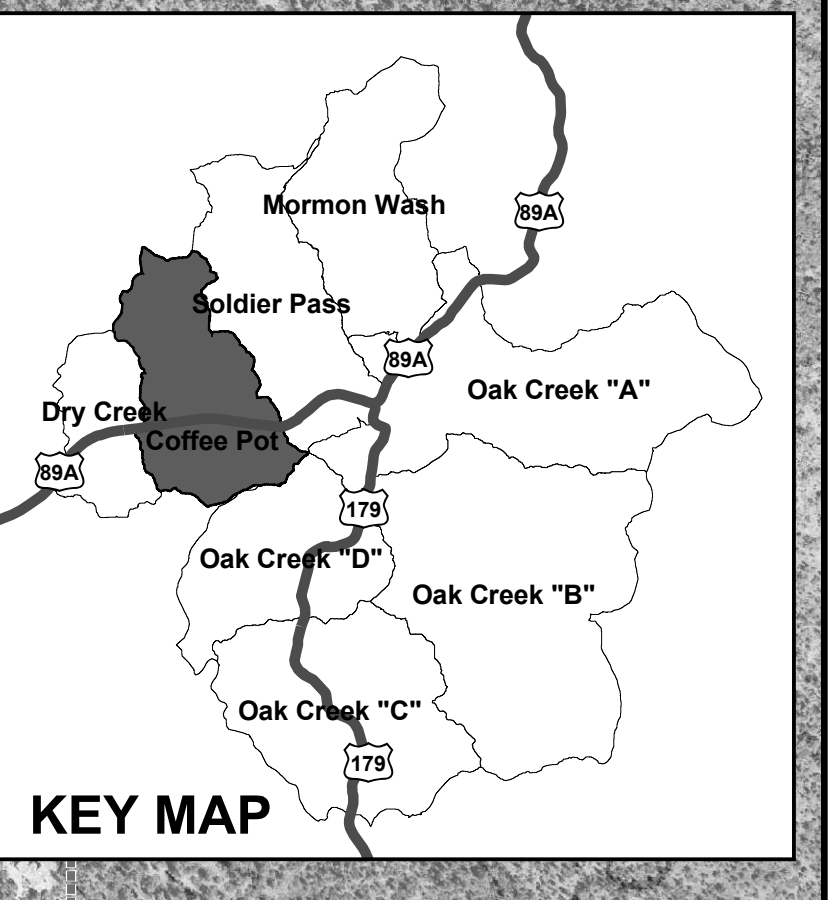 Mormon Wash
89A
Soldier Pass
89A
Oak Creek "A"
Dry Creek
Coffee Pot
89A
179
Oak Creek "D"
Oak Creek "B"
Oak Creek "C"
179
KEY MAP